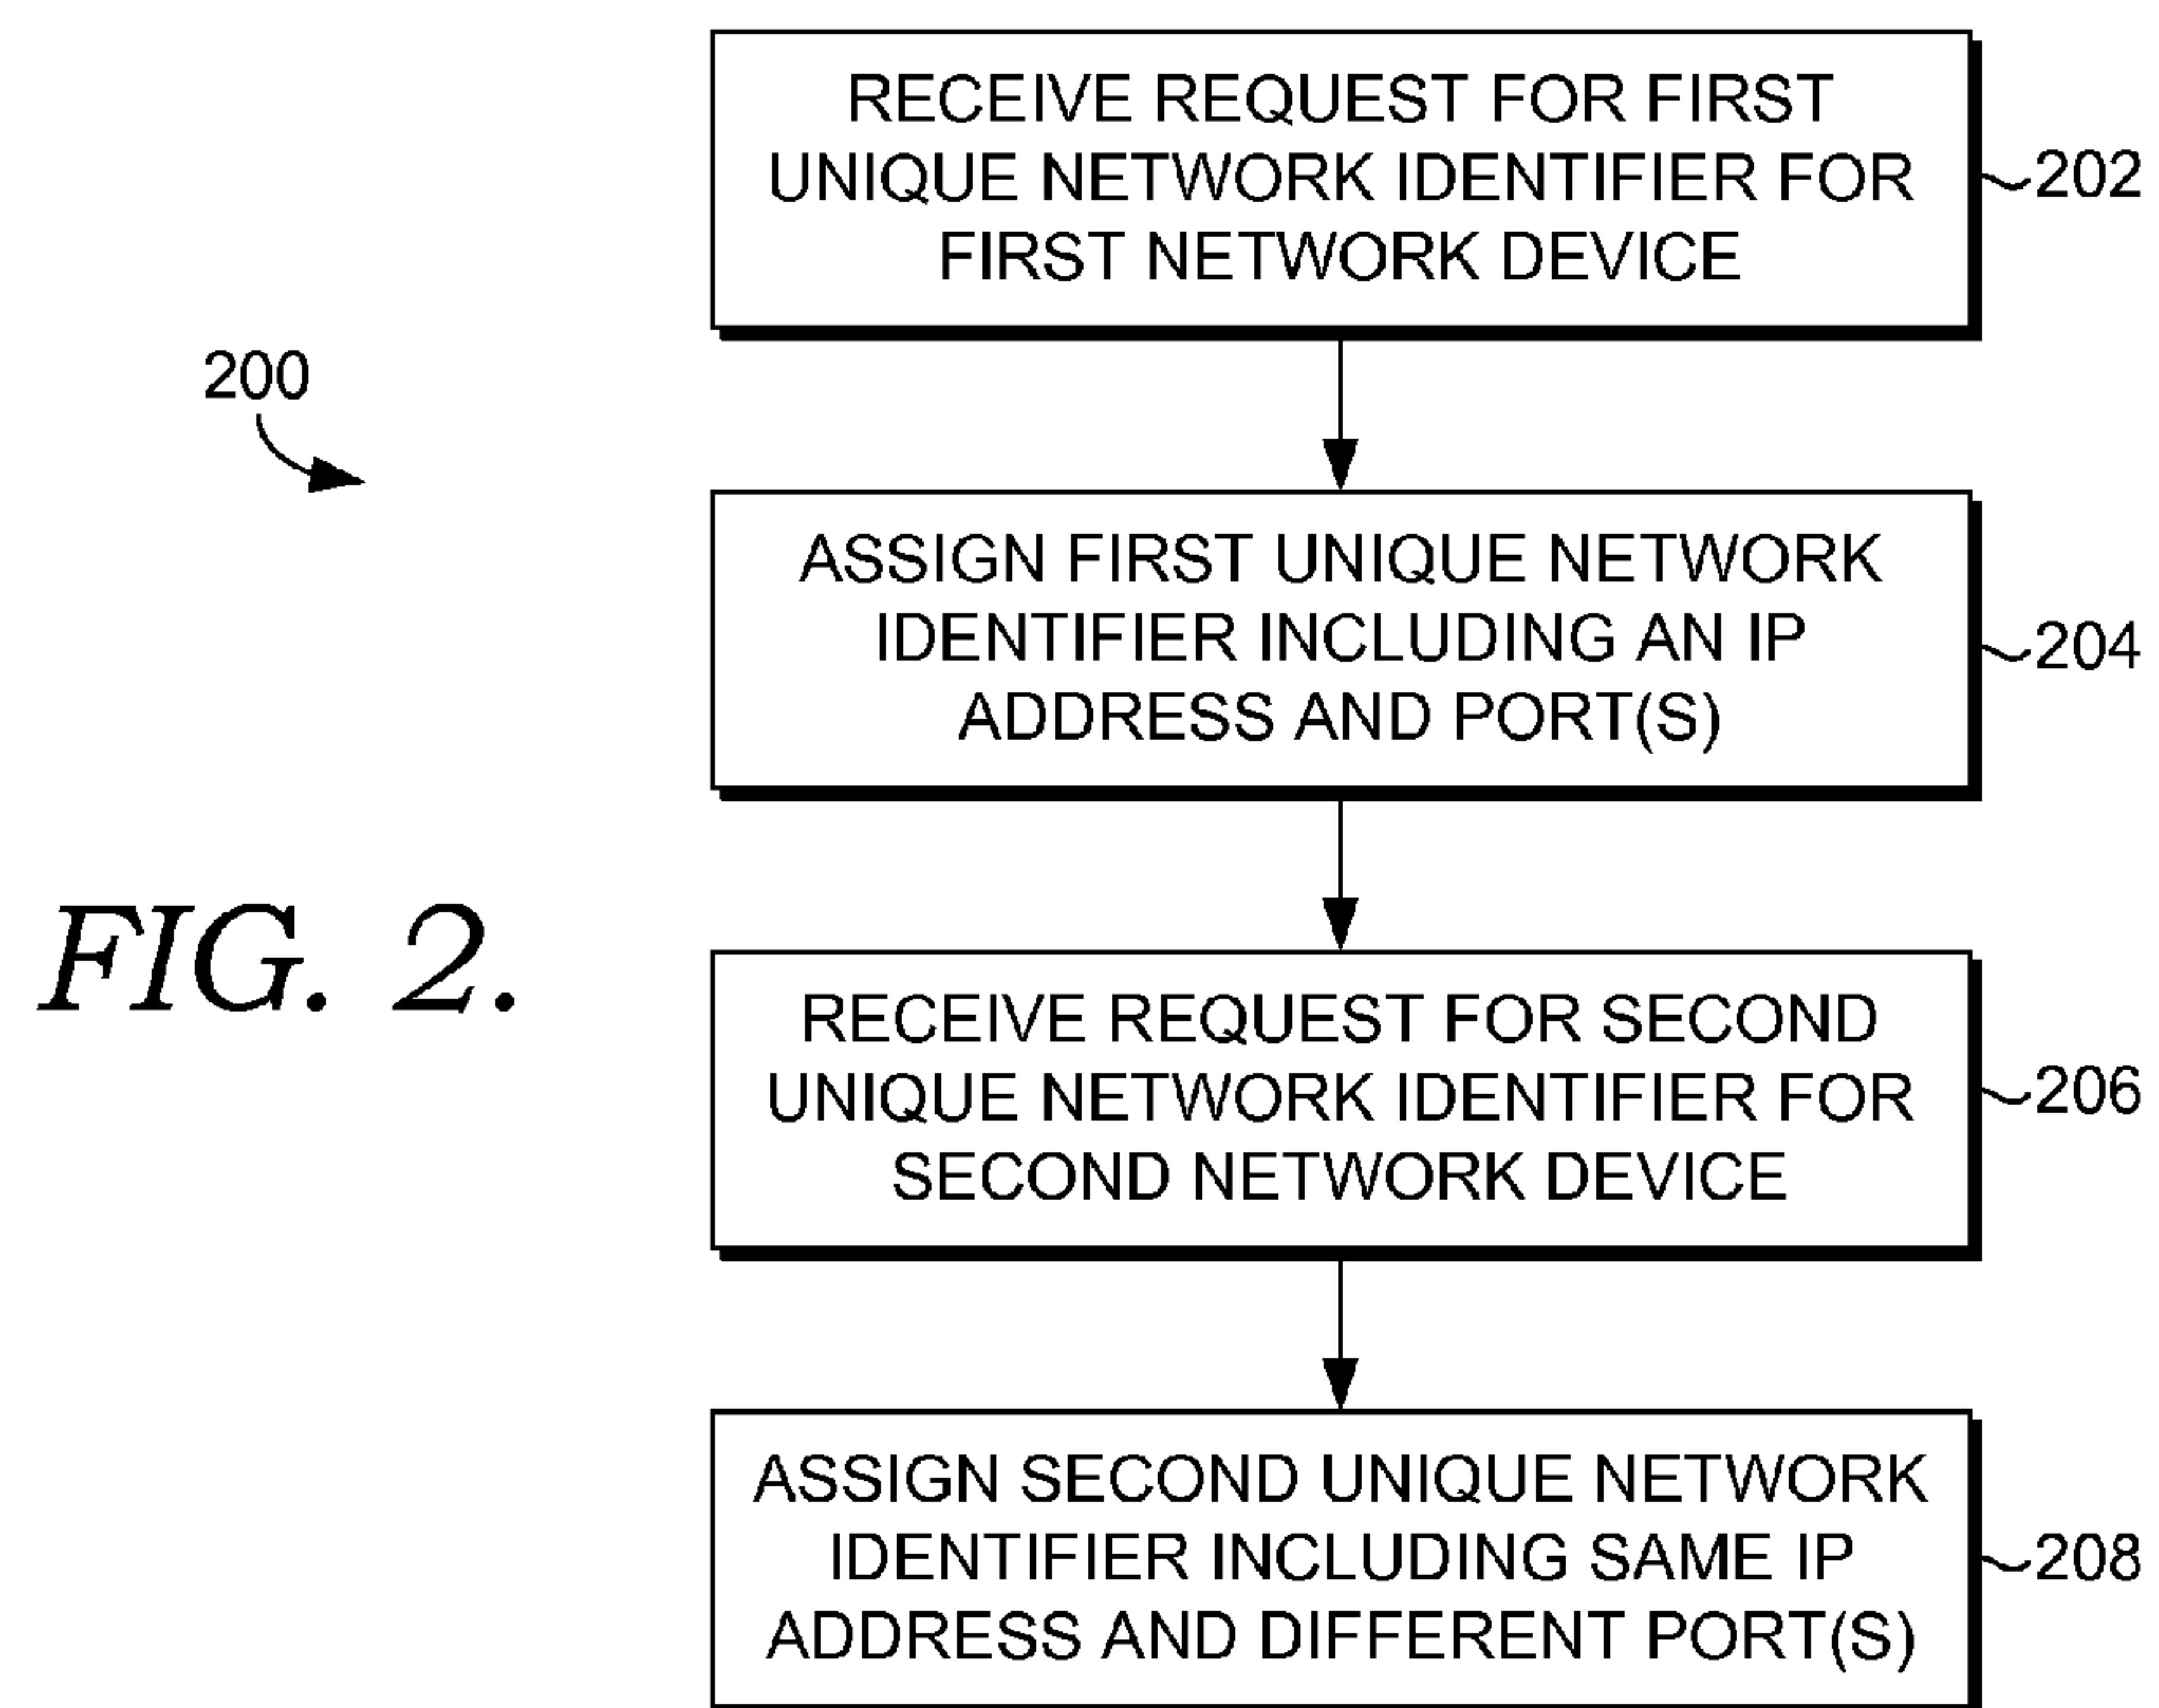 RECEIVE REQUEST FOR FIRST
UNIQUE NETWORK IDENTIFIER FOR
FIRST NETWORK DEVICE
202
200
ASSIGN FIRST UNIQUE NETWORK
IDENTIFIER INCLUDING AN IP
ADDRESS AND PORT(S)
204
FIG. 2.
RECEIVE REQUEST FOR SECOND
UNIQUE NETWORK IDENTIFIER FOR
SECOND NETWORK DEVICE
206
ASSIGN SECOND UNIQUE NETWORK
IDENTIFIER INCLUDING SAME IP
ADDRESS AND DIFFERENT PORT(S)
208